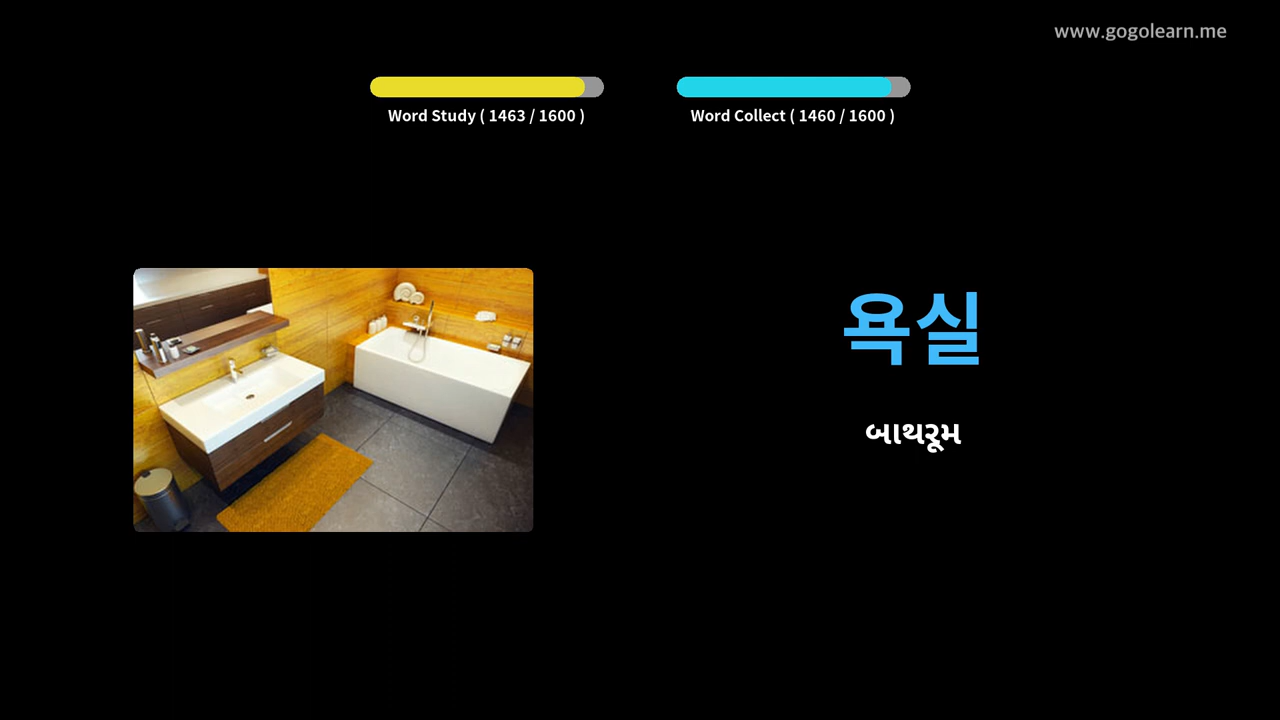 www.gogolearn.me
Word Study ( 1463 / 1600 )
Word Collect ( 1460 / 1600 )
욕실
બાથરૂમ